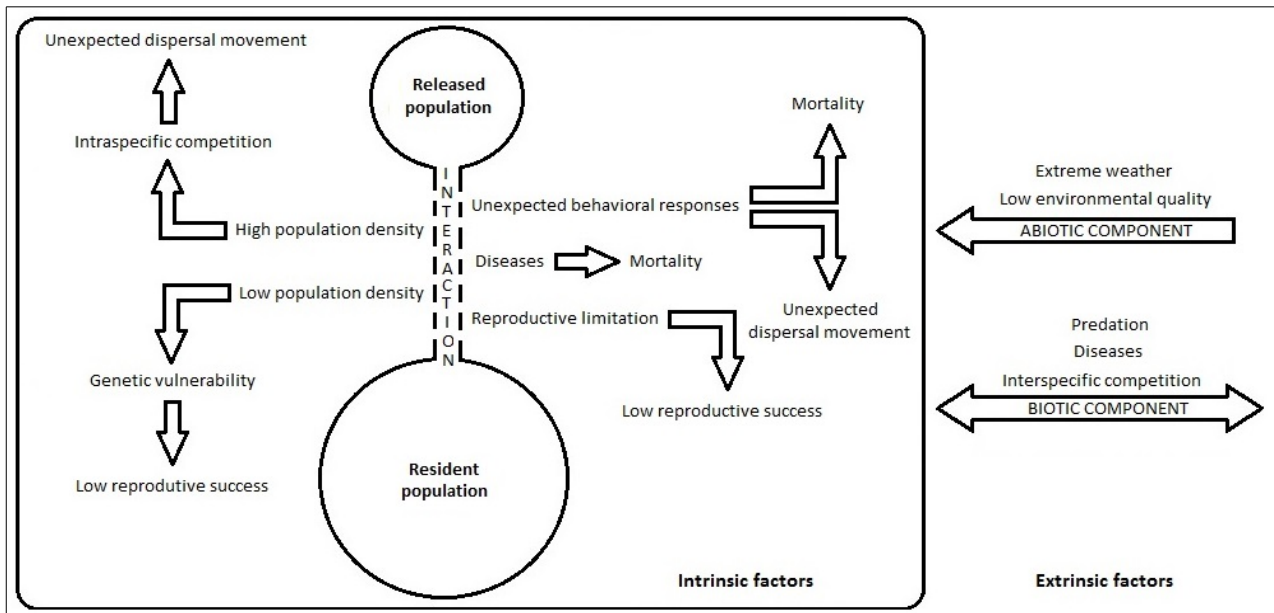 Unexpected dispersal movement
Intraspecific competition
High population density
Low population density
Genetic vulnerability
Low reprodutive success
Released
population
INTERACTION
Resident
population
Unexpected behavioral responses
Mortality
Unexpected
dispersal movement
Diseases
Mortality
Reproductive limitation
Low reproductive success
Intrinsic factors
Extreme weather
Low environmental quality
ABIOTIC COMPONENT
Predation
Diseases
Interspecific competition
BIOTIC COMPONENT
Extrinsic factors